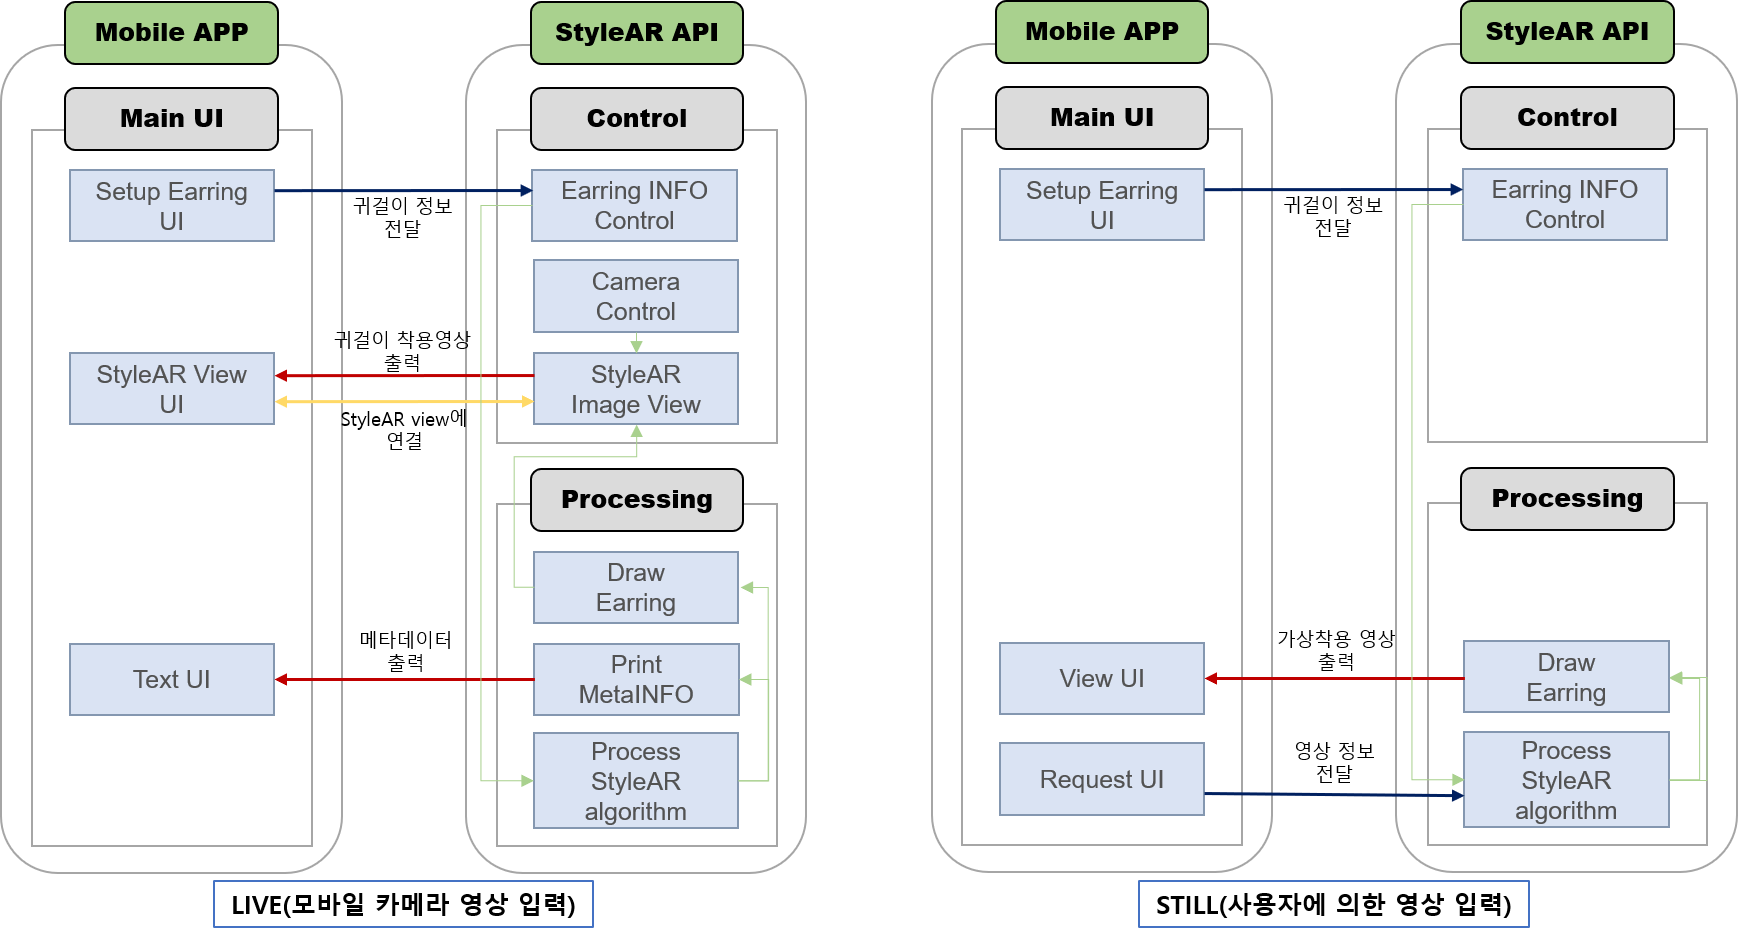 Mobile APP
StyleAR API
Main UI
Control
Setup Earring
UI
귀걸이 정보
전달
Earring INFO
Control
Camera
Control
귀걸이 착용영상
출력
StyleAR View
UI
StyleAR
Image View
StyleAR view에
연결
Processing
Draw
Earring
메타데이터
출력
Text UI
Print
MetaINFO
Process
StyleAR
algorithm
LIVE(모바일 카메라 영상 입력)
Mobile APP
StyleAR API
Main UI
Control
Setup Earring
UI
귀걸이 정보
전달
Earring INFO
Control
Processing
가상착용 영상
출력
View UI
Draw
Earring
영상 정보
전달
Request UI
Process
StyleAR
algorithm
STILL(사용자에 의한 영상 입력)